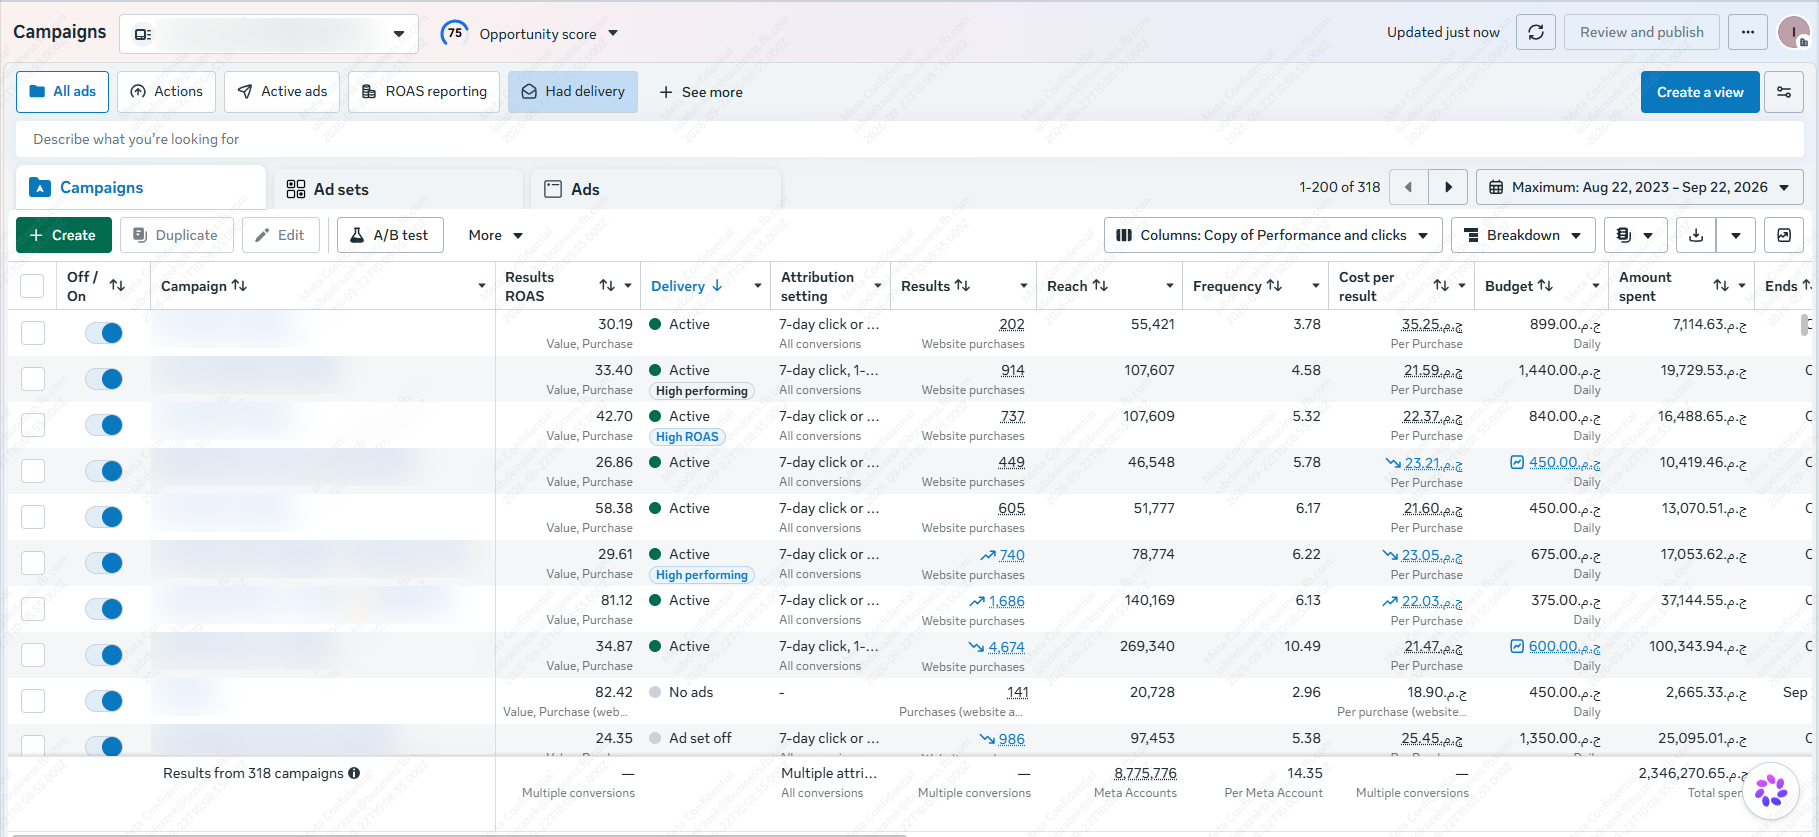 Campaigns
75 Opportunity score
Updated just now
Review and publish
I
All ads
Actions
Active ads
ROAS reporting
Had delivery
See more
Create a view
Describe what you're looking for
Campaigns
Ad sets
Ads
1-200 of 318
Maximum: Aug 22, 2023 – Sep 22, 2026
Create
Duplicate
Edit
A/B test
More
Columns: Copy of Performance and clicks
Breakdown
Off / On
Campaign
Results ROAS
Delivery
Attribution setting
Results
Reach
Frequency
Cost per result
Budget
Amount spent
Ends
30.19 Active 7-day click or ... 202 55,421 3.78 ج.م.‏35.25 ج.م.‏899.00 ج.م.‏7,114.63
Value, Purchase All conversions Website purchases Per Purchase Daily
33.40 Active 7-day click, 1-... 914 107,607 4.58 ج.م.‏21.59 ج.م.‏1,440.00 ج.م.‏19,729.53
Value, Purchase High performing All conversions Website purchases Per Purchase Daily
42.70 Active 7-day click or ... 737 107,609 5.32 ج.م.‏22.37 ج.م.‏840.00 ج.م.‏16,488.65
Value, Purchase High ROAS All conversions Website purchases Per Purchase Daily
26.86 Active 7-day click or ... 449 46,548 5.78 ج.م.‏23.21 ج.م.‏450.00 ج.م.‏10,419.46
Value, Purchase All conversions Website purchases Per Purchase Daily
58.38 Active 7-day click or ... 605 51,777 6.17 ج.م.‏21.60 ج.م.‏450.00 ج.م.‏13,070.51
Value, Purchase All conversions Website purchases Per Purchase Daily
29.61 Active 7-day click or ... 740 78,774 6.22 ج.م.‏23.05 ج.م.‏675.00 ج.م.‏17,053.62
Value, Purchase High performing All conversions Website purchases Per Purchase Daily
81.12 Active 7-day click or ... 1,686 140,169 6.13 ج.م.‏22.03 ج.م.‏375.00 ج.م.‏37,144.55
Value, Purchase All conversions Website purchases Per Purchase Daily
34.87 Active 7-day click, 1-... 4,674 269,340 10.49 ج.م.‏21.47 ج.م.‏600.00 ج.م.‏100,343.94
Value, Purchase All conversions Website purchases Per Purchase Daily
82.42 No ads - 141 20,728 2.96 ج.م.‏18.90 ج.م.‏450.00 ج.م.‏2,665.33 Sep
Value, Purchase (web... Purchases (website a... Per purchase (website... Daily
24.35 Ad set off 7-day click or ... 986 97,453 5.38 ج.م.‏25.45 ج.م.‏1,350.00 ج.م.‏25,095.01
Results from 318 campaigns — Multiple attri... — 8,775,776 14.35 — ج.م.‏2,346,270.65
Multiple conversions All conversions Multiple conversions Meta Accounts Per Meta Account Multiple conversions Total